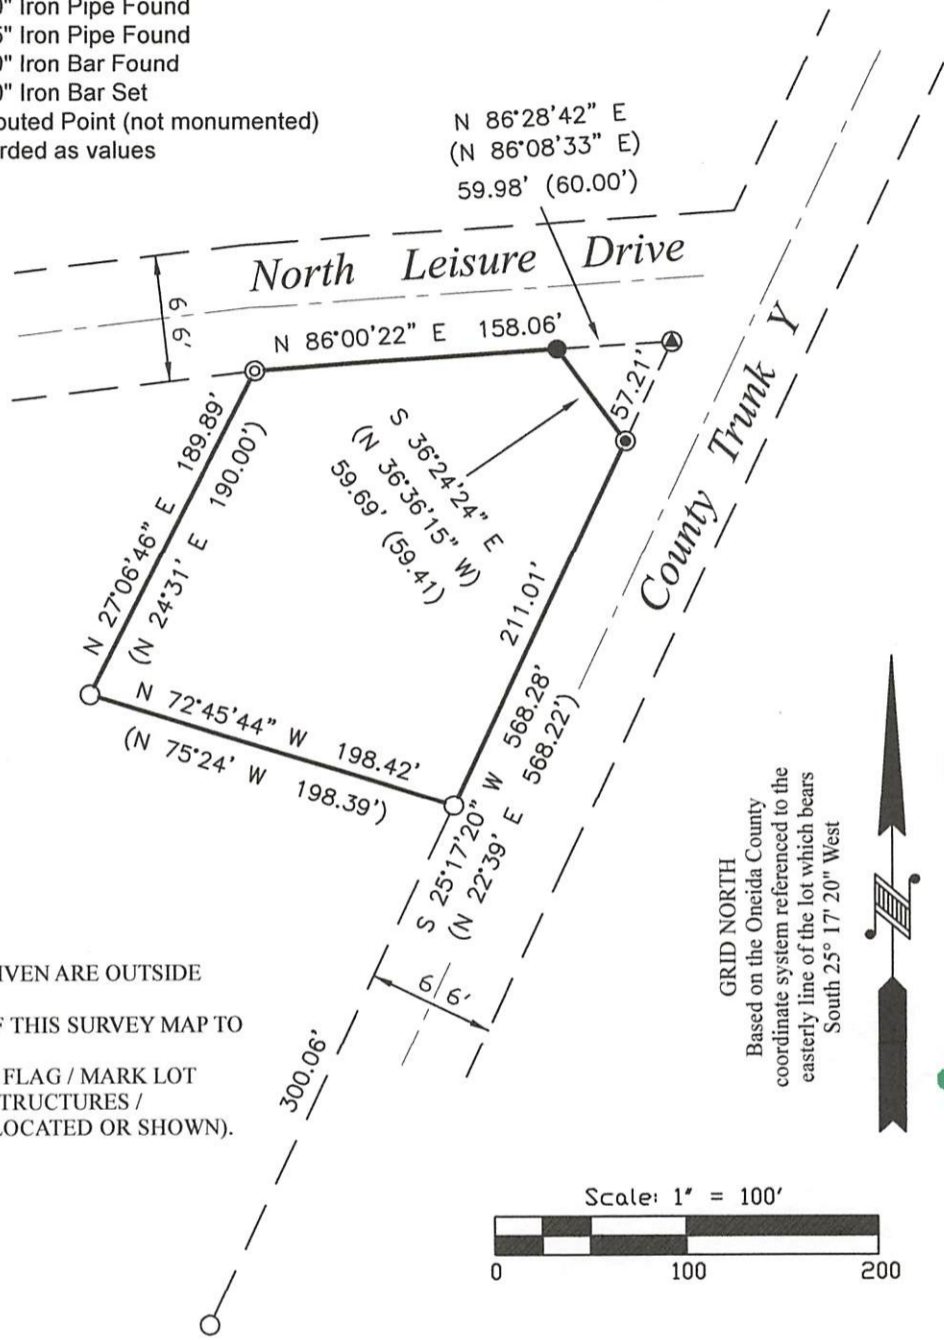 " Iron Pipe Found
" Iron Pipe Found
" Iron Bar Found
" Iron Bar Set
outed Point (not monumented)
rded as values
N 86°28'42" E
(N 86°08'33" E)
59.98' (60.00')
North Leisure Drive
66'
N 86°00'22" E 158.06'
57.21'
S 36°24'24" E
(N 36°36'15" W)
59.69' (59.41)
N 27°06'46" E 189.89'
(N 24°31' E 190.00')
County Trunk Y
211.01'
N 72°45'44" W 198.42'
(N 75°24' W 198.39')
S 25°17'20" W 568.28'
(N 22°39' E 568.22')
66'
300.06'
GRID NORTH
Based on the Oneida County
coordinate system referenced to the
easterly line of the lot which bears
South 25° 17' 20" West
N
IVEN ARE OUTSIDE
F THIS SURVEY MAP TO
FLAG / MARK LOT
TRUCTURES /
LOCATED OR SHOWN).
Scale: 1" = 100'
0 100 200